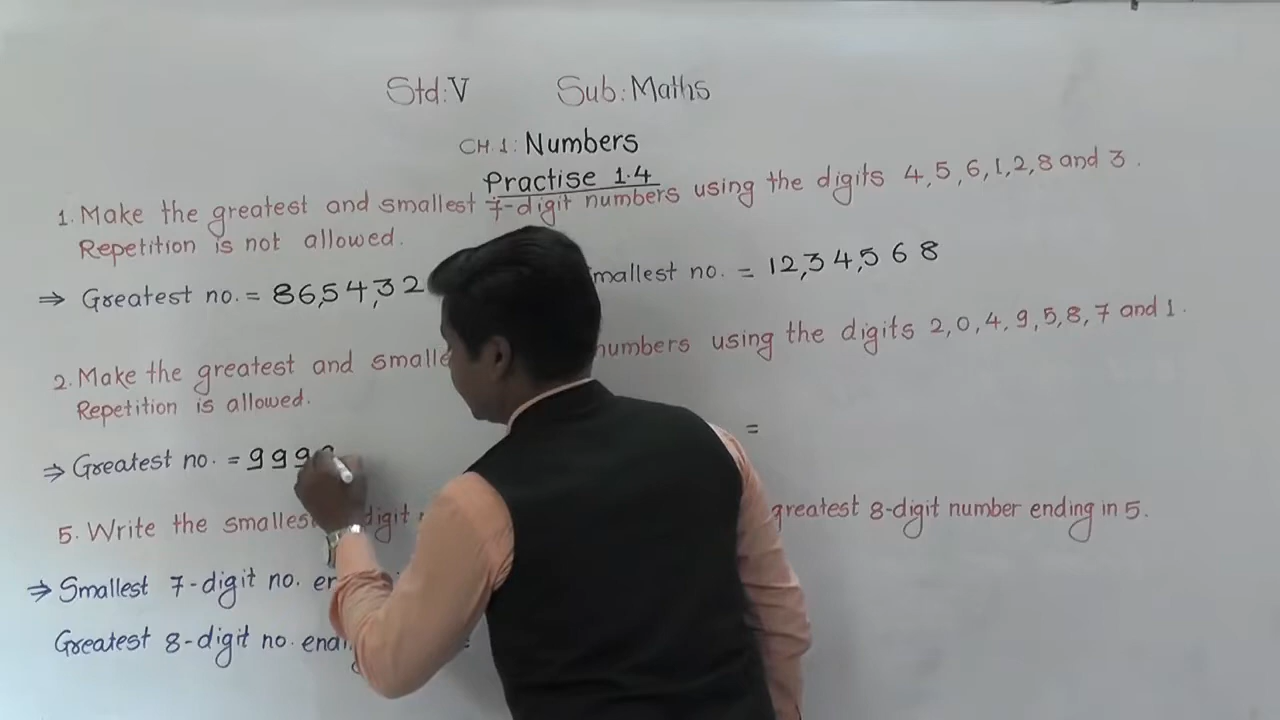 Std:V Sub:Maths
CH.1: Numbers
Practise 1.4
1. Make the greatest and smallest 7-digit numbers using the digits 4,5,6,1,2,8 and 3.
Repetition is not allowed.
⇒ Greatest no. = 86,54,32 mallest no. = 12,34,568
2. Make the greatest and smalle numbers using the digits 2,0,4,9,5,8,7 and 1.
Repetition is allowed.
⇒ Greatest no. = 999 =
5. Write the smallest digit greatest 8-digit number ending in 5.
⇒ Smallest 7-digit no. en
Greatest 8-digit no. endi =